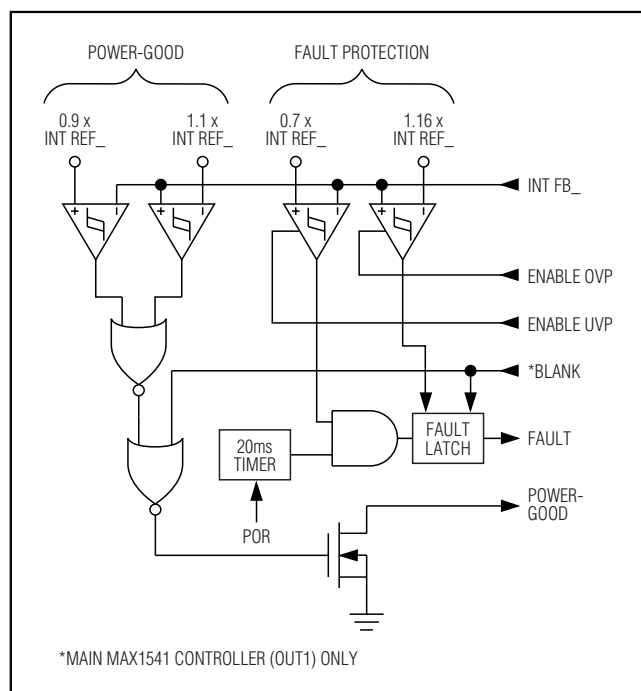 POWER-GOOD
FAULT PROTECTION
0.9 x
INT REF_
1.1 x
INT REF_
0.7 x
INT REF_
1.16 x
INT REF_
INT FB_
+ -
+ -
+ -
+ -
ENABLE OVP
ENABLE UVP
*BLANK
20ms
TIMER
FAULT
LATCH
FAULT
POWER-
GOOD
POR
*MAIN MAX1541 CONTROLLER (OUT1) ONLY